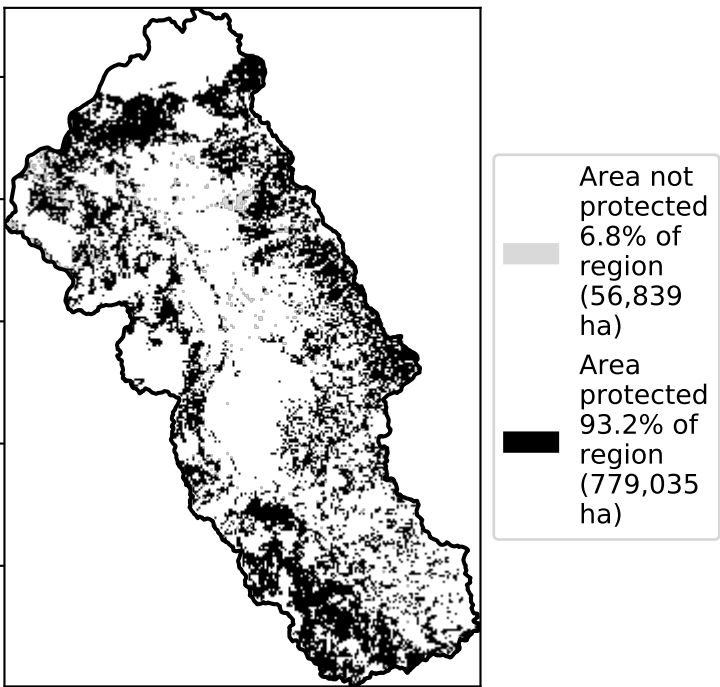 Area not
protected
6.8% of
region
(56,839
ha)
Area
protected
93.2% of
region
(779,035
ha)